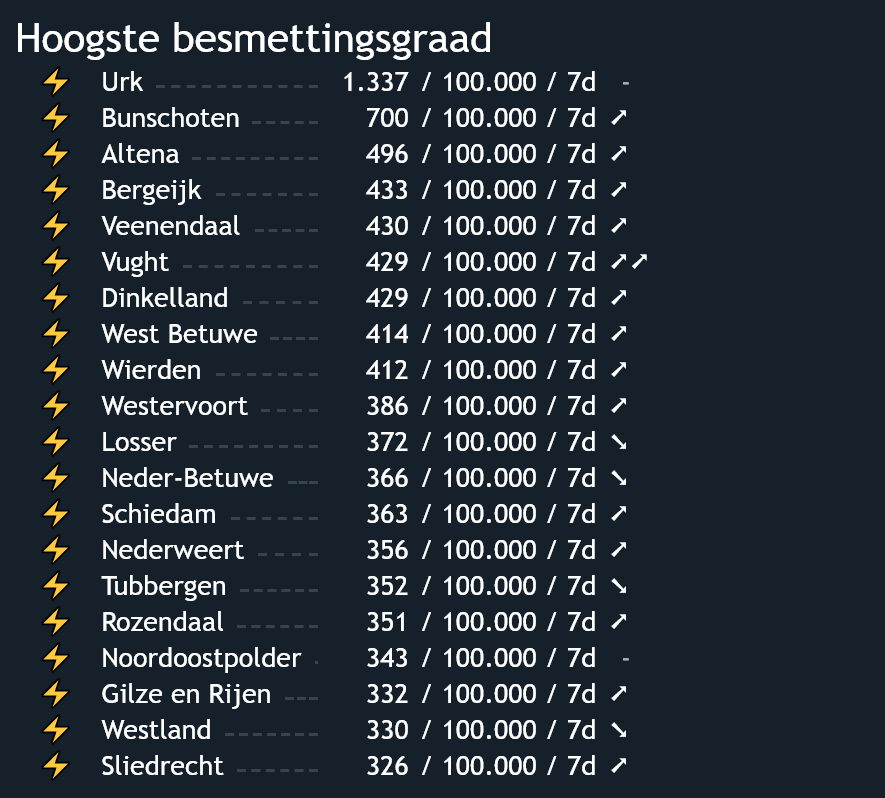 Hoogste besmettingsgraad
⚡ Urk ---------- 1.337 / 100.000 / 7d -
⚡ Bunschoten ----- 700 / 100.000 / 7d ➚
⚡ Altena -------- 496 / 100.000 / 7d ➚
⚡ Bergeijk ------- 433 / 100.000 / 7d ➚
⚡ Veenendaal ----- 430 / 100.000 / 7d ➚
⚡ Vught --------- 429 / 100.000 / 7d ➚➚
⚡ Dinkelland ----- 429 / 100.000 / 7d ➚
⚡ West Betuwe ---- 414 / 100.000 / 7d ➚
⚡ Wierden ------- 412 / 100.000 / 7d ➚
⚡ Westervoort ---- 386 / 100.000 / 7d ➚
⚡ Losser -------- 372 / 100.000 / 7d ➘
⚡ Neder-Betuwe --- 366 / 100.000 / 7d ➘
⚡ Schiedam ------ 363 / 100.000 / 7d ➚
⚡ Nederweert ---- 356 / 100.000 / 7d ➚
⚡ Tubbergen ------ 352 / 100.000 / 7d ➘
⚡ Rozendaal ------ 351 / 100.000 / 7d ➚
⚡ Noordoostpolder - 343 / 100.000 / 7d -
⚡ Gilze en Rijen --- 332 / 100.000 / 7d ➚
⚡ Westland ------- 330 / 100.000 / 7d ➘
⚡ Sliedrecht ------ 326 / 100.000 / 7d ➚